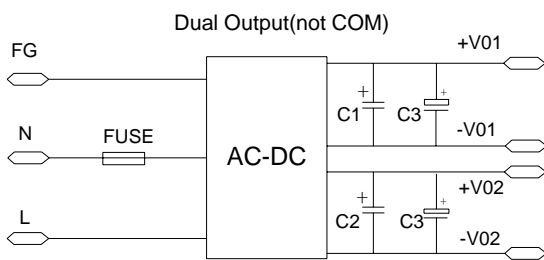 Dual Output(not COM)
FG
+V01
+
+
C1
C3
N
FUSE
-V01
AC-DC
+V02
+
+
L
C2
C3
-V02